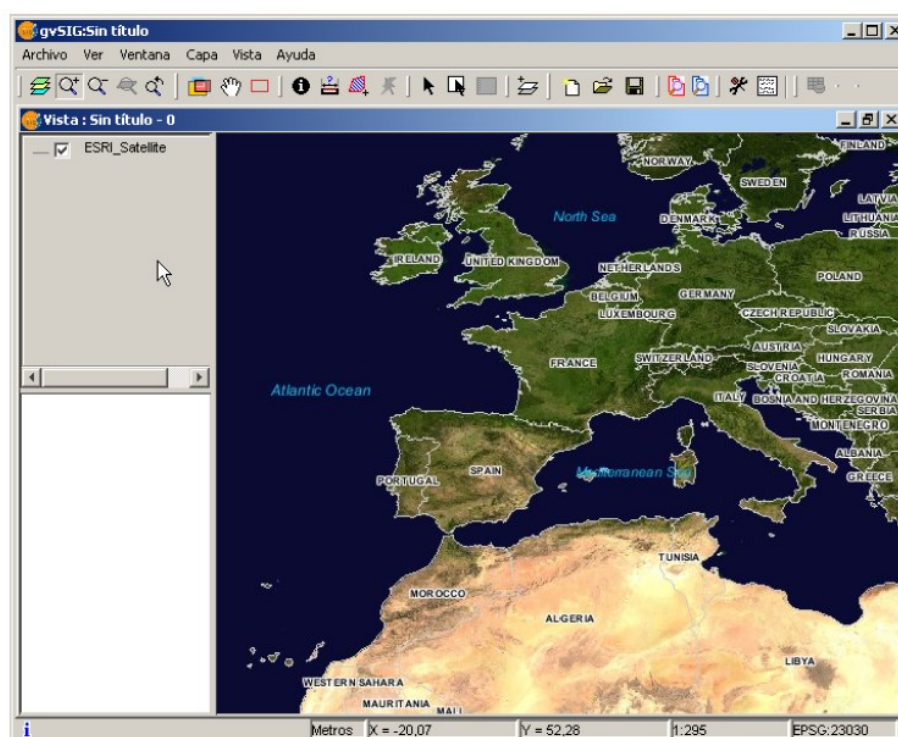 gvSIG:Sin título
Archivo Ver Ventana Capa Vista Ayuda
Vista : Sin título - 0
ESRI_Satellite
FINLAND
NORWAY
SWEDEN
North Sea
LATVIA
DENMARK
LITHUANIA
RUSSIA
IRELAND
UNITED KINGDOM
NETHERLANDS
POLAND
BELGIUM
GERMANY
LUXEMBOURG
CZECH REPUBLIC
SLOVAKIA
AUSTRIA
FRANCE
SWITZERLAND
HUNGARY
SLOVENIA
ROMANIA
CROATIA
Atlantic Ocean
ITALY
BOSNIA AND HERZEGOVINA
SERBIA
MONTENEGRO
ALBANIA
SPAIN
Mediterranean Sea
GREECE
PORTUGAL
TUNISIA
MOROCCO
ALGERIA
LIBYA
WESTERN SAHARA
MAURITANIA
MALI
Metros X = -20,07 Y = 52,28 1:295 EPSG:23030